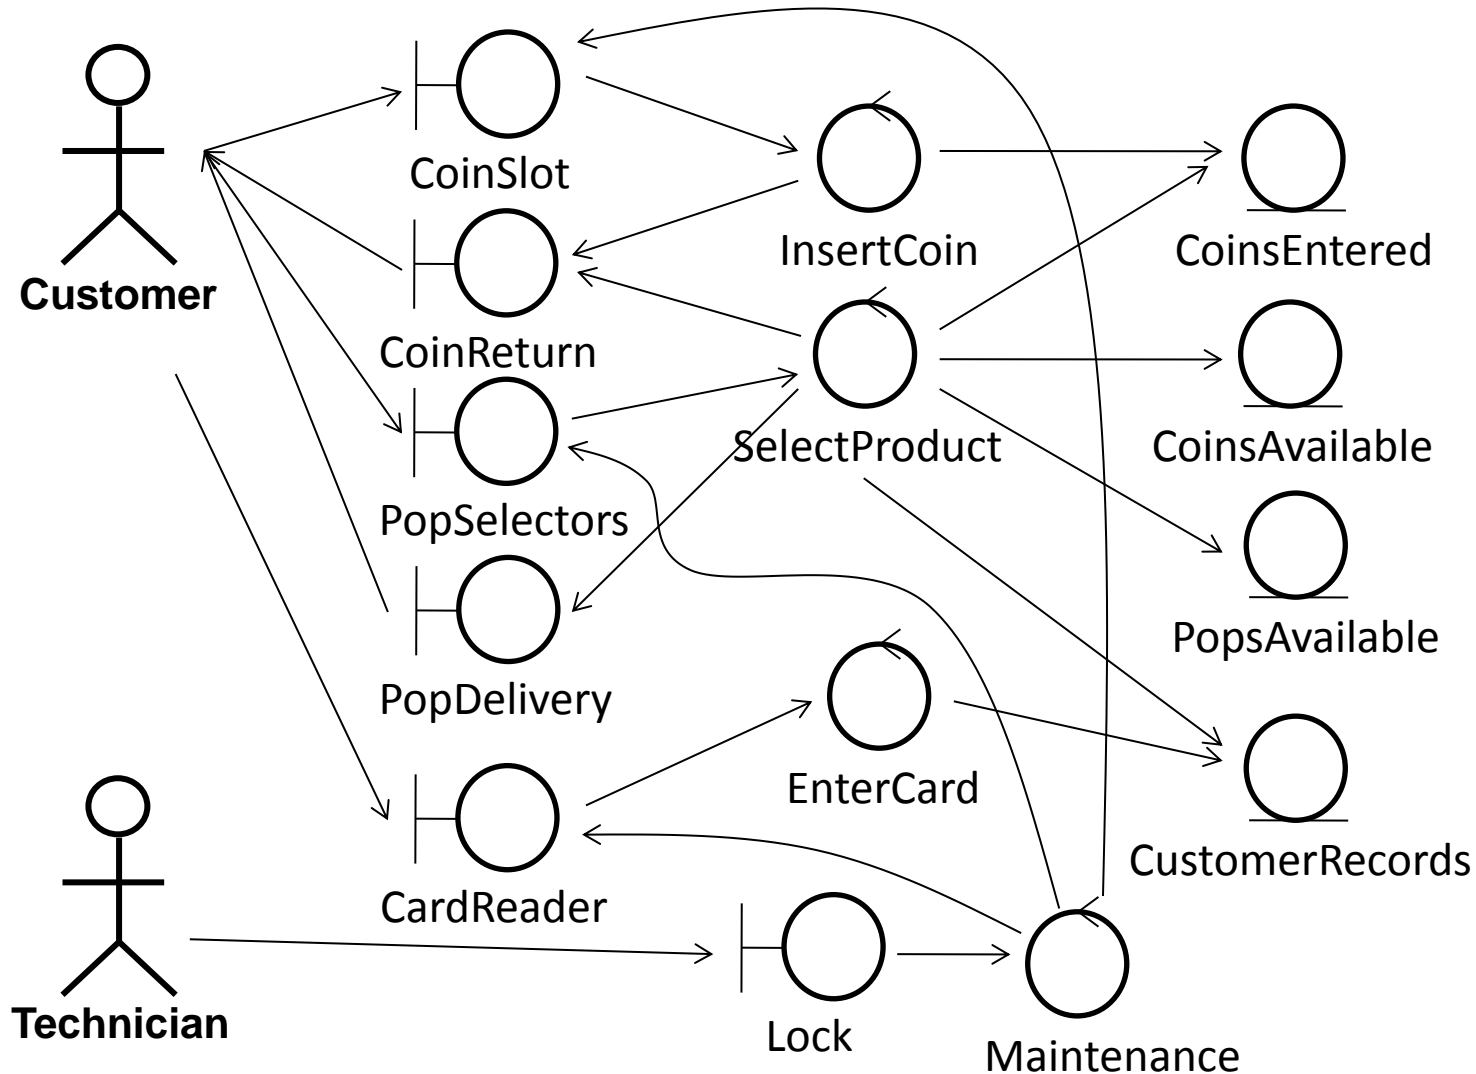 CoinSlot
InsertCoin
CoinsEntered
Customer
CoinReturn
SelectProduct
CoinsAvailable
PopSelectors
PopsAvailable
PopDelivery
EnterCard
CustomerRecords
CardReader
Technician
Lock
Maintenance